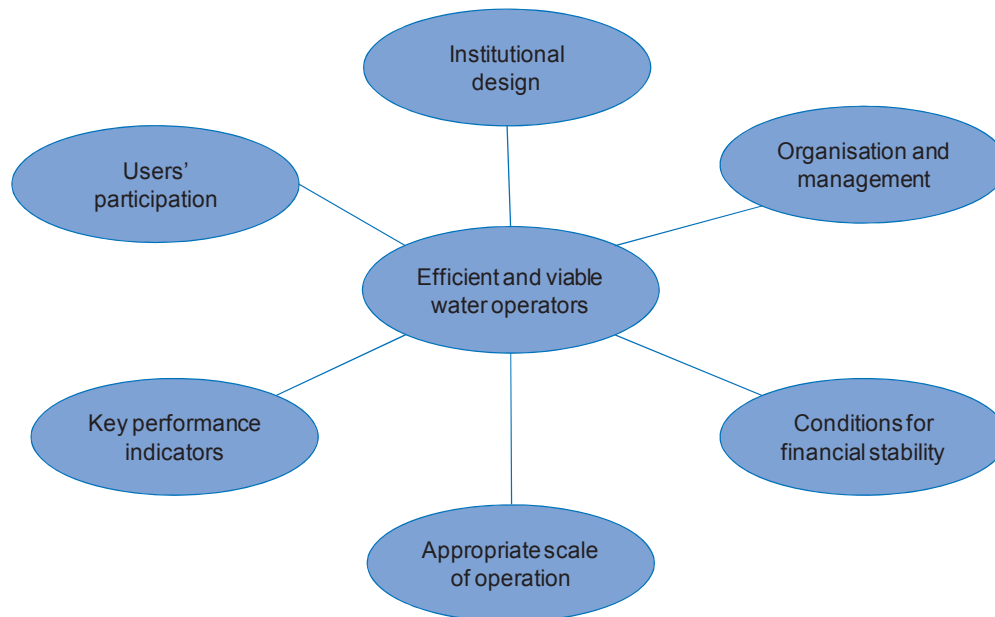 Institutional
design
Organisation and
management
Users’
participation
Efficient and viable
water operators
Key performance
indicators
Conditions for
financial stability
Appropriate scale
of operation